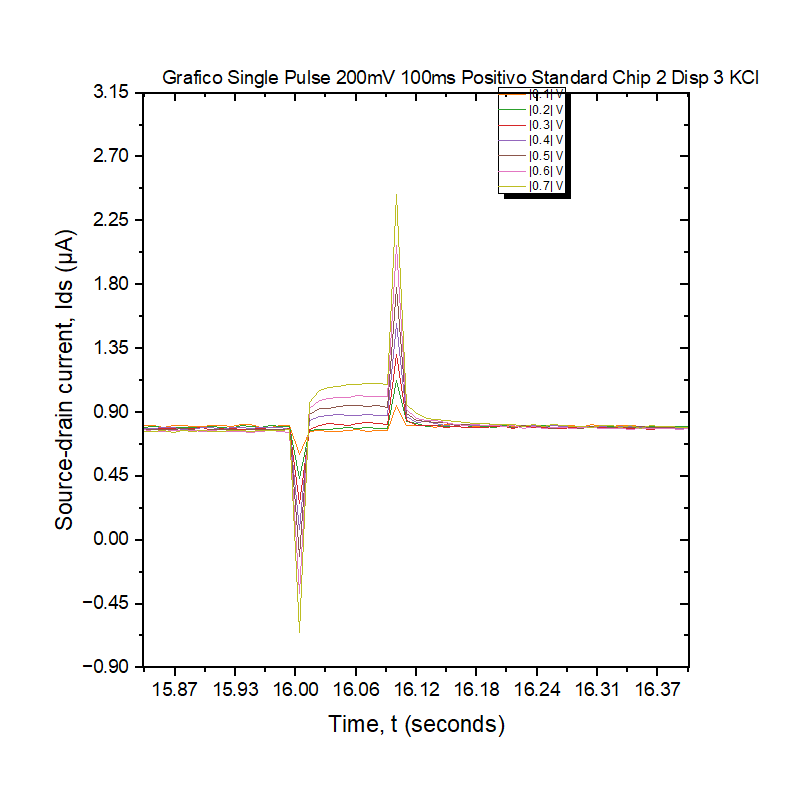 Grafico Single Pulse 200mV 100ms Positivo Standard Chip 2 Disp 3 KCl
|0.1| V
|0.2| V
|0.3| V
|0.4| V
|0.5| V
|0.6| V
|0.7| V
3.15
2.70
2.25
1.80
1.35
0.90
0.45
0.00
−0.45
−0.90
Source-drain current, Ids (μA)
15.87 15.93 16.00 16.06 16.12 16.18 16.24 16.31 16.37
Time, t (seconds)